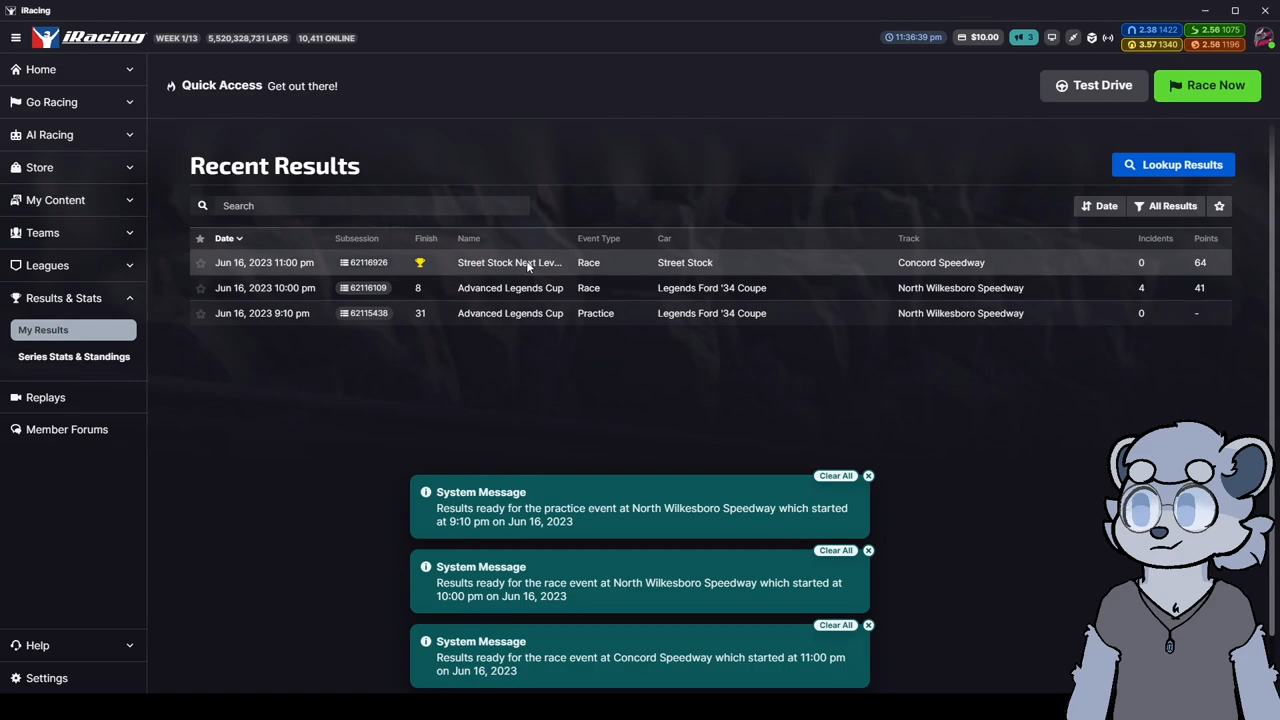 iRacing
iRacing WEEK 1/13 5,520,328,731 LAPS 10,411 ONLINE 11:36:39 pm $10.00 3 2.38 1422 2.56 1075
3.57 1340 2.56 1196
Home
Go Racing
AI Racing
Store
My Content
Teams
Leagues
Results & Stats
My Results
Series Stats & Standings
Replays
Member Forums
Help
Settings
Quick Access Get out there! Test Drive Race Now
Recent Results Lookup Results
Search Date All Results
Date Subsession Finish Name Event Type Car Track Incidents Points
Jun 16, 2023 11:00 pm 62116926 Street Stock Next Lev... Race Street Stock Concord Speedway 0 64
Jun 16, 2023 10:00 pm 62116109 8 Advanced Legends Cup Race Legends Ford '34 Coupe North Wilkesboro Speedway 4 41
Jun 16, 2023 9:10 pm 62115438 31 Advanced Legends Cup Practice Legends Ford '34 Coupe North Wilkesboro Speedway 0 -
Clear All
System Message
Results ready for the practice event at North Wilkesboro Speedway which started
at 9:10 pm on Jun 16, 2023
Clear All
System Message
Results ready for the race event at North Wilkesboro Speedway which started at
10:00 pm on Jun 16, 2023
Clear All
System Message
Results ready for the race event at Concord Speedway which started at 11:00 pm
on Jun 16, 2023